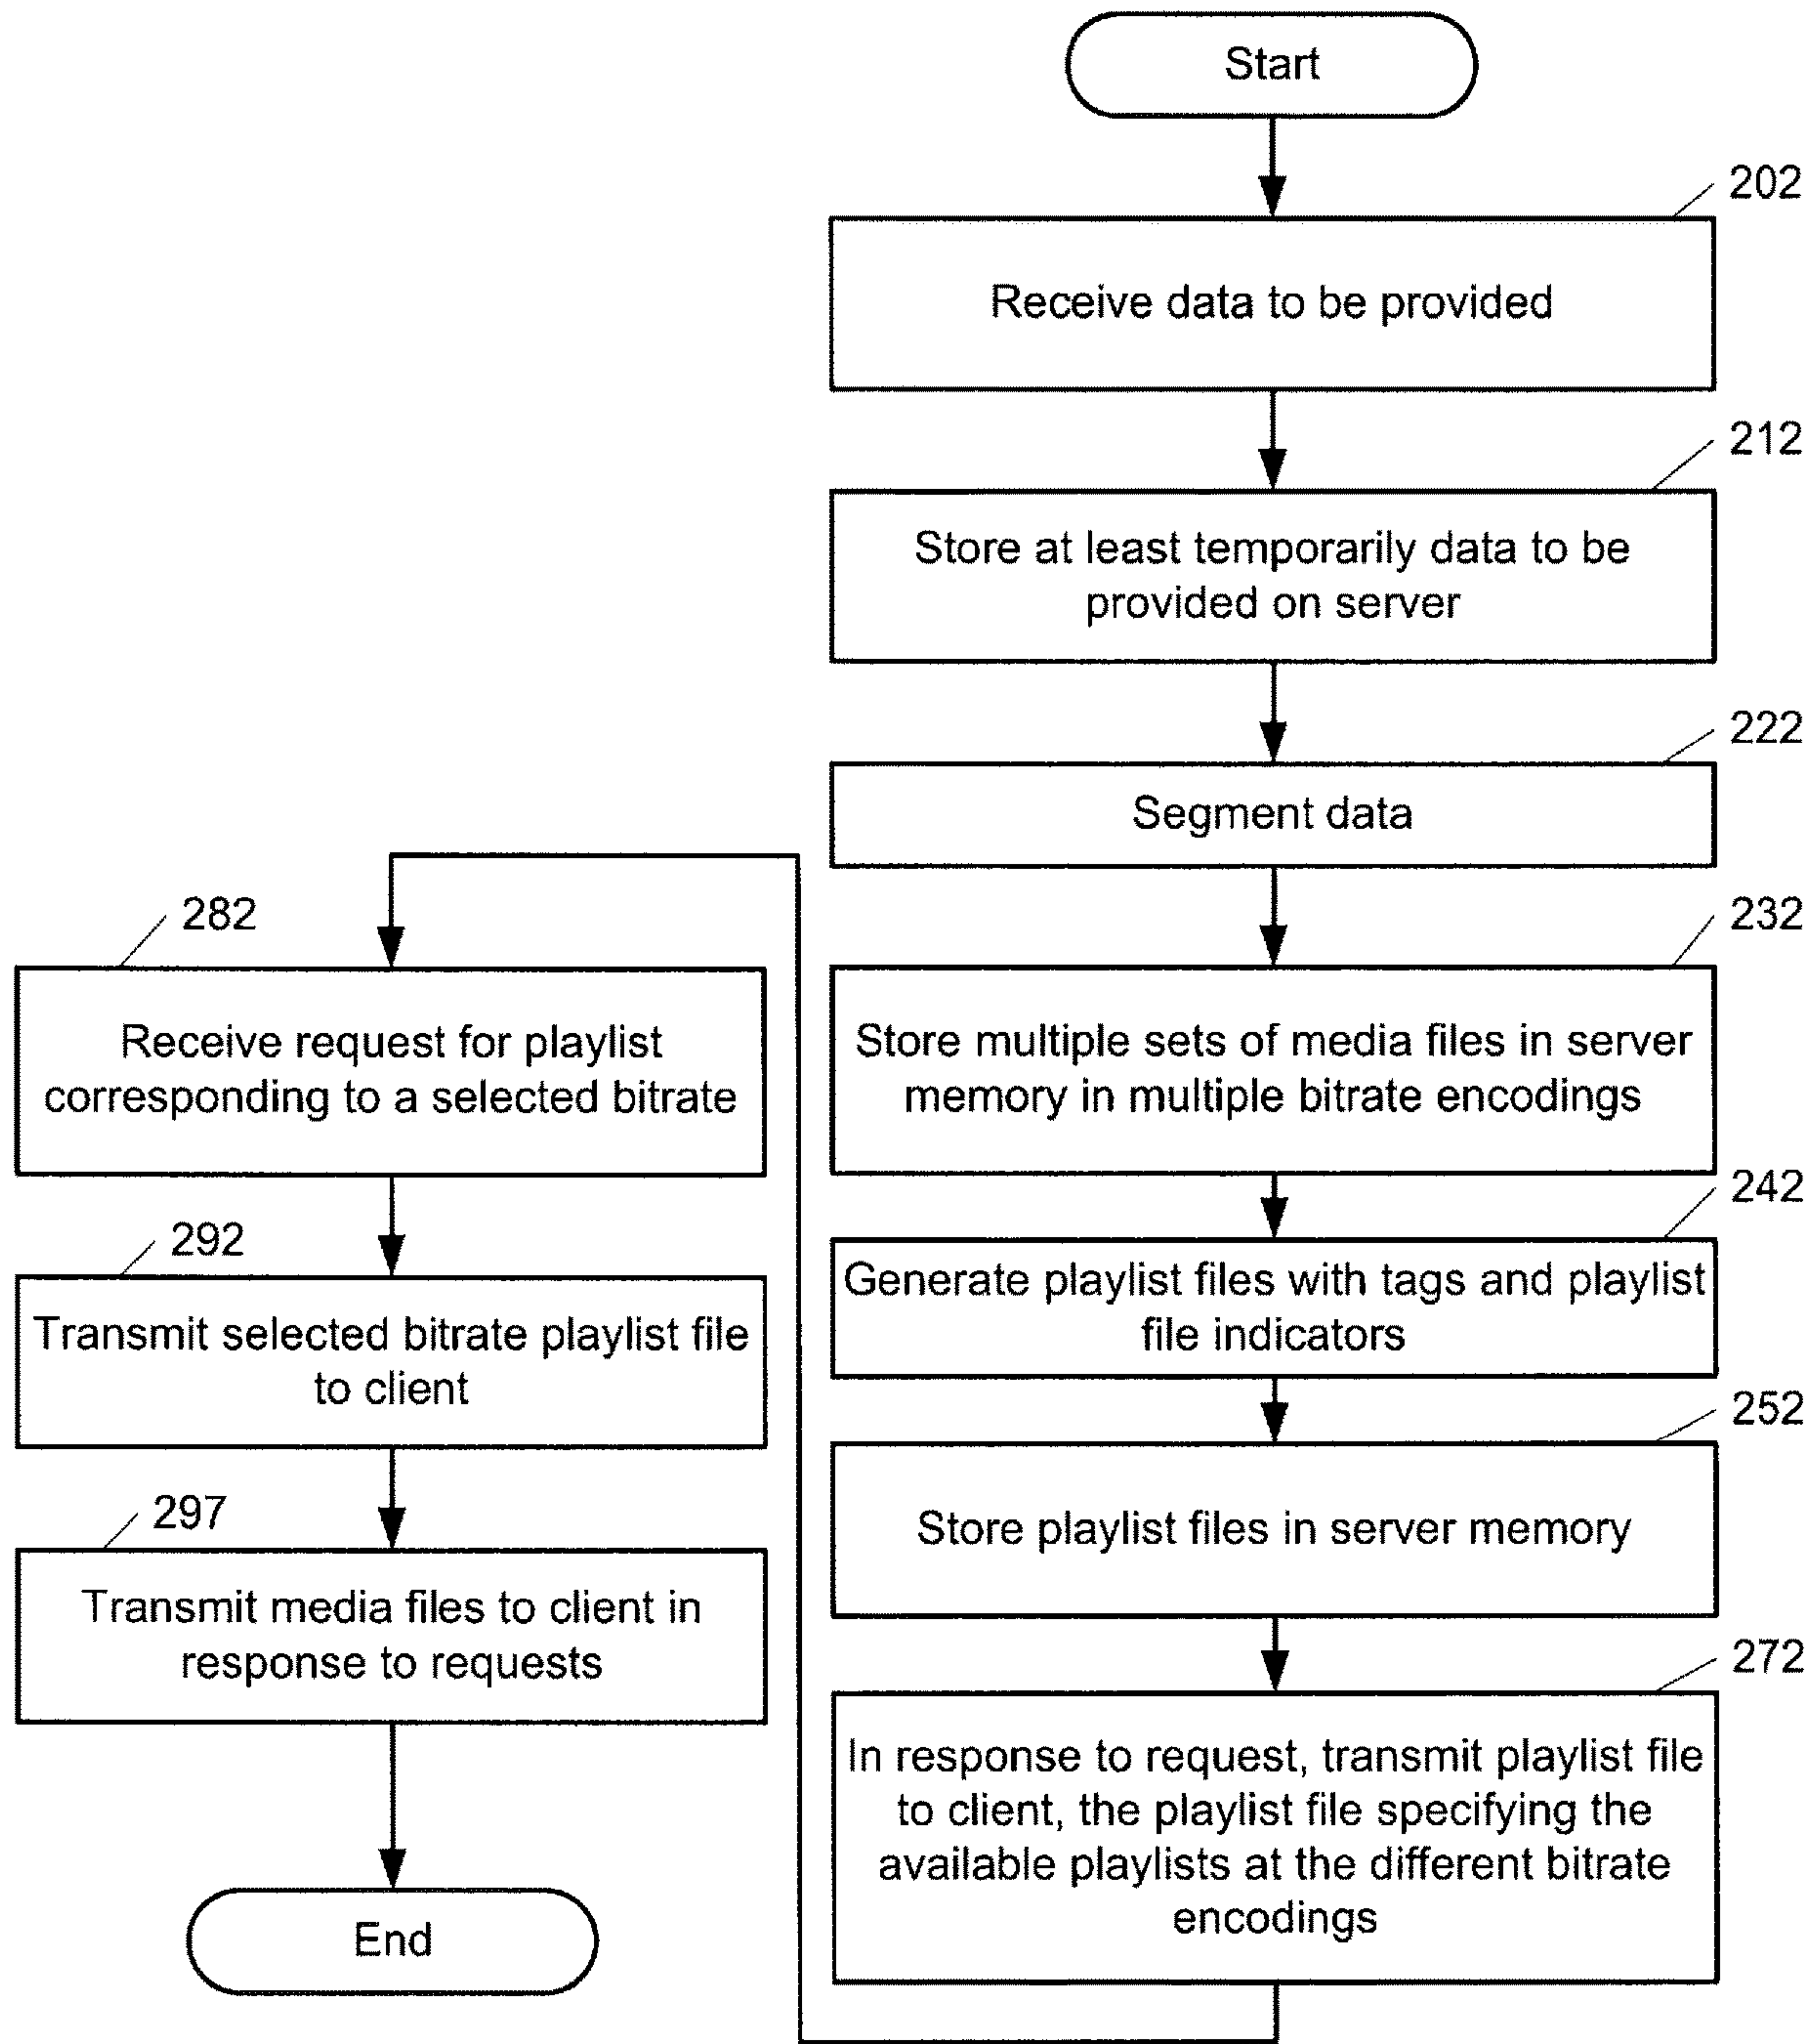 Start
202
Receive data to be provided
212
Store at least temporarily data to be
provided on server
222
Segment data
232
Store multiple sets of media files in server
memory in multiple bitrate encodings
242
Generate playlist files with tags and playlist
file indicators
252
Store playlist files in server memory
272
In response to request, transmit playlist file
to client, the playlist file specifying the
available playlists at the different bitrate
encodings
282
Receive request for playlist
corresponding to a selected bitrate
292
Transmit selected bitrate playlist file
to client
297
Transmit media files to client in
response to requests
End